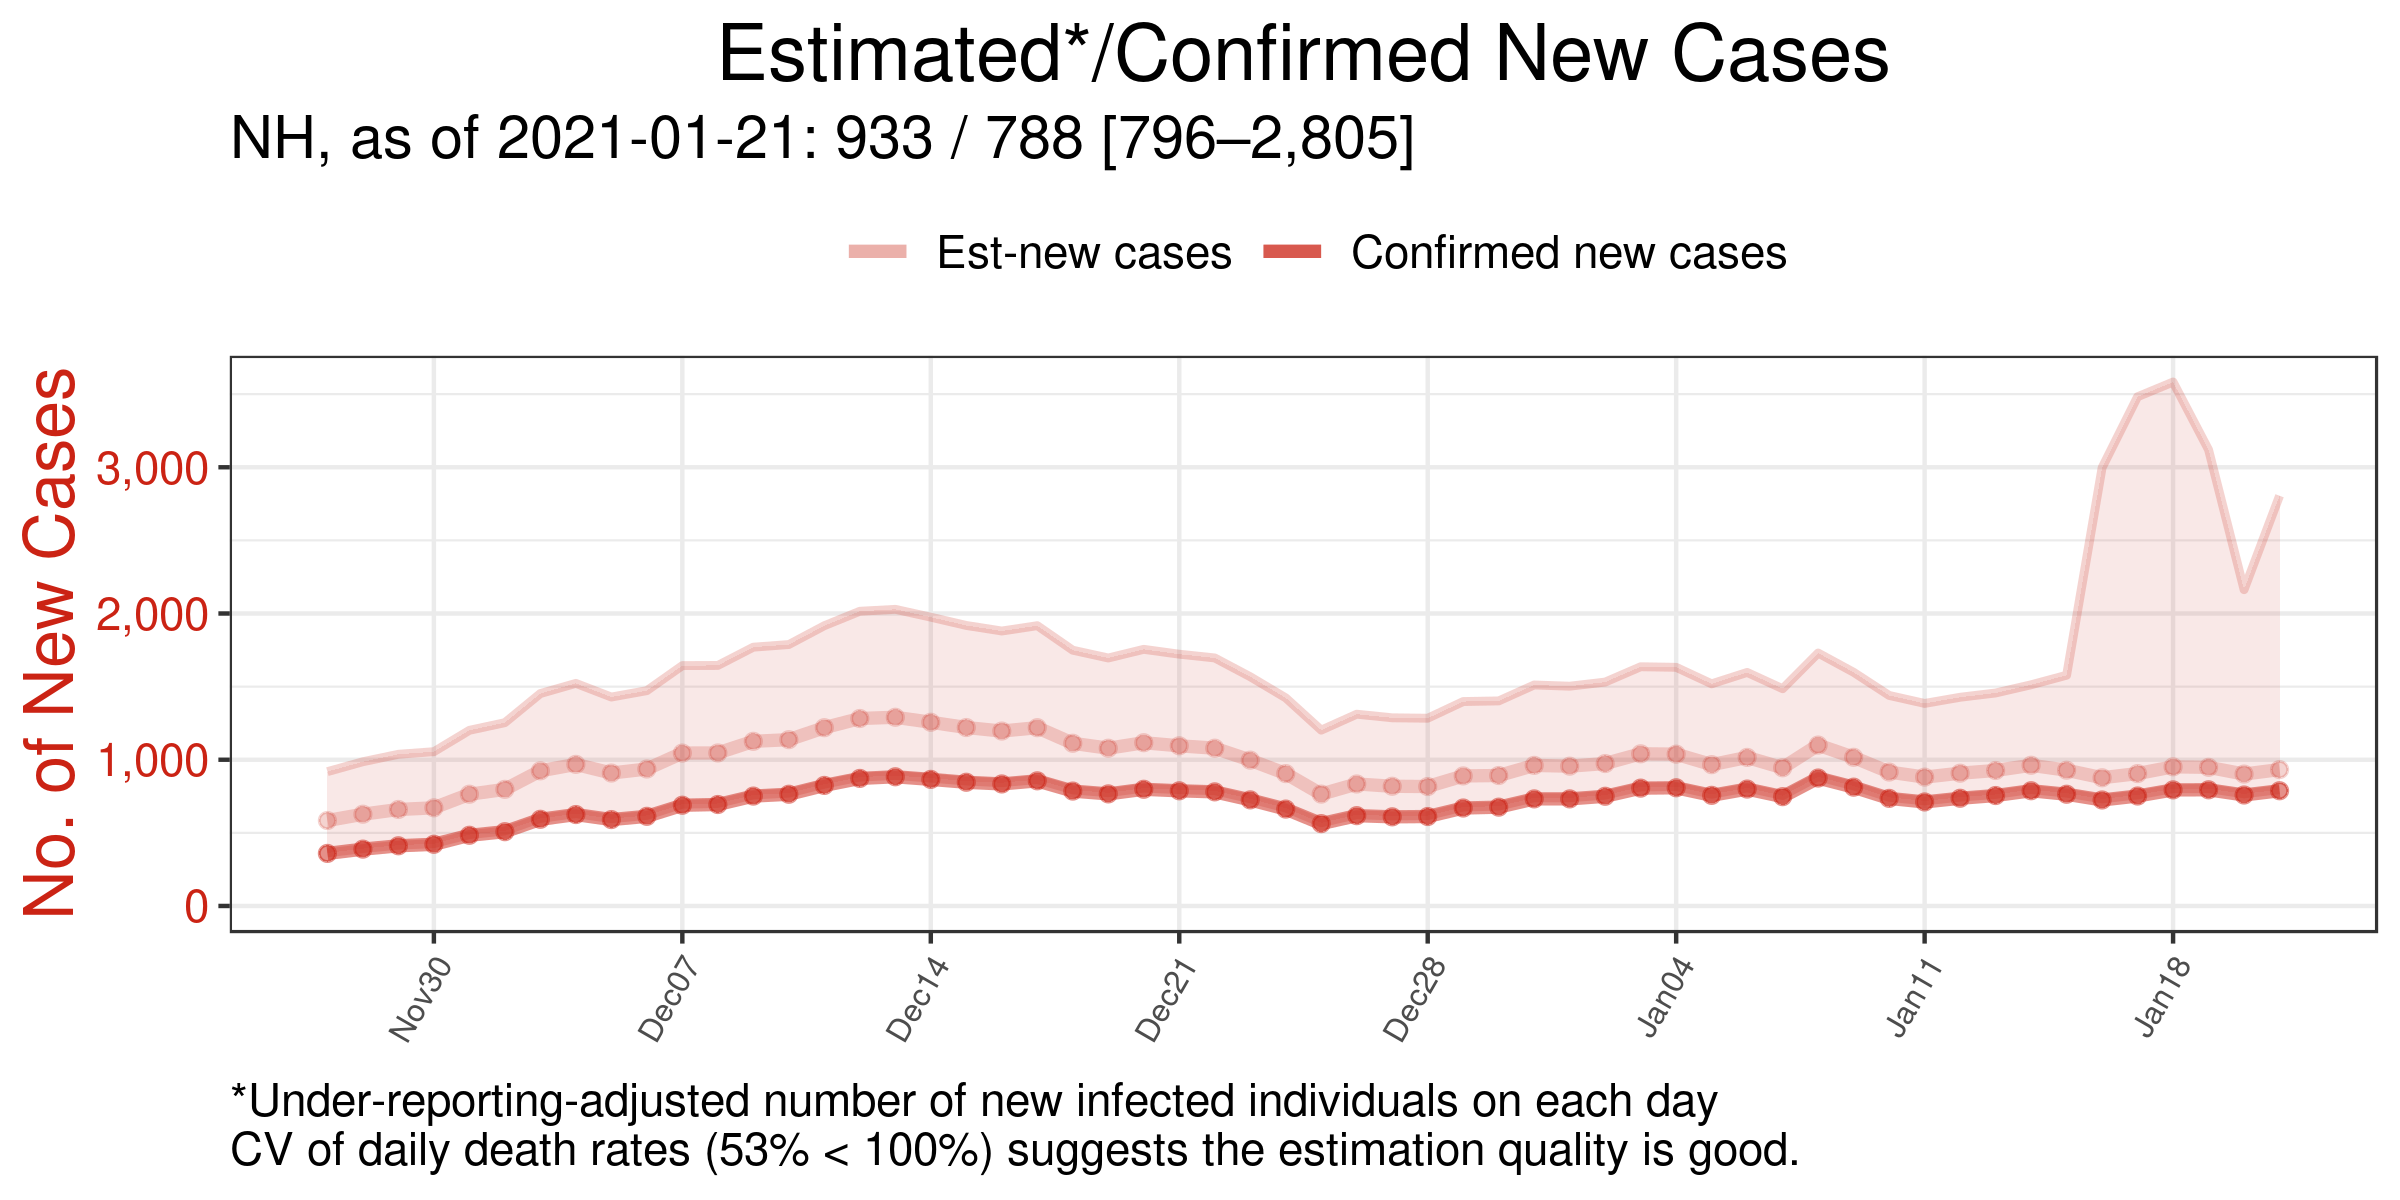 Estimated*/Confirmed New Cases
NH, as of 2021-01-21: 933 / 788 [796–2,805]
Est-new cases
Confirmed new cases
No. of New Cases
3,000
2,000
1,000
0
Nov30
Dec07
Dec14
Dec21
Dec28
Jan04
Jan11
Jan18
*Under-reporting-adjusted number of new infected individuals on each day
CV of daily death rates (53% < 100%) suggests the estimation quality is good.